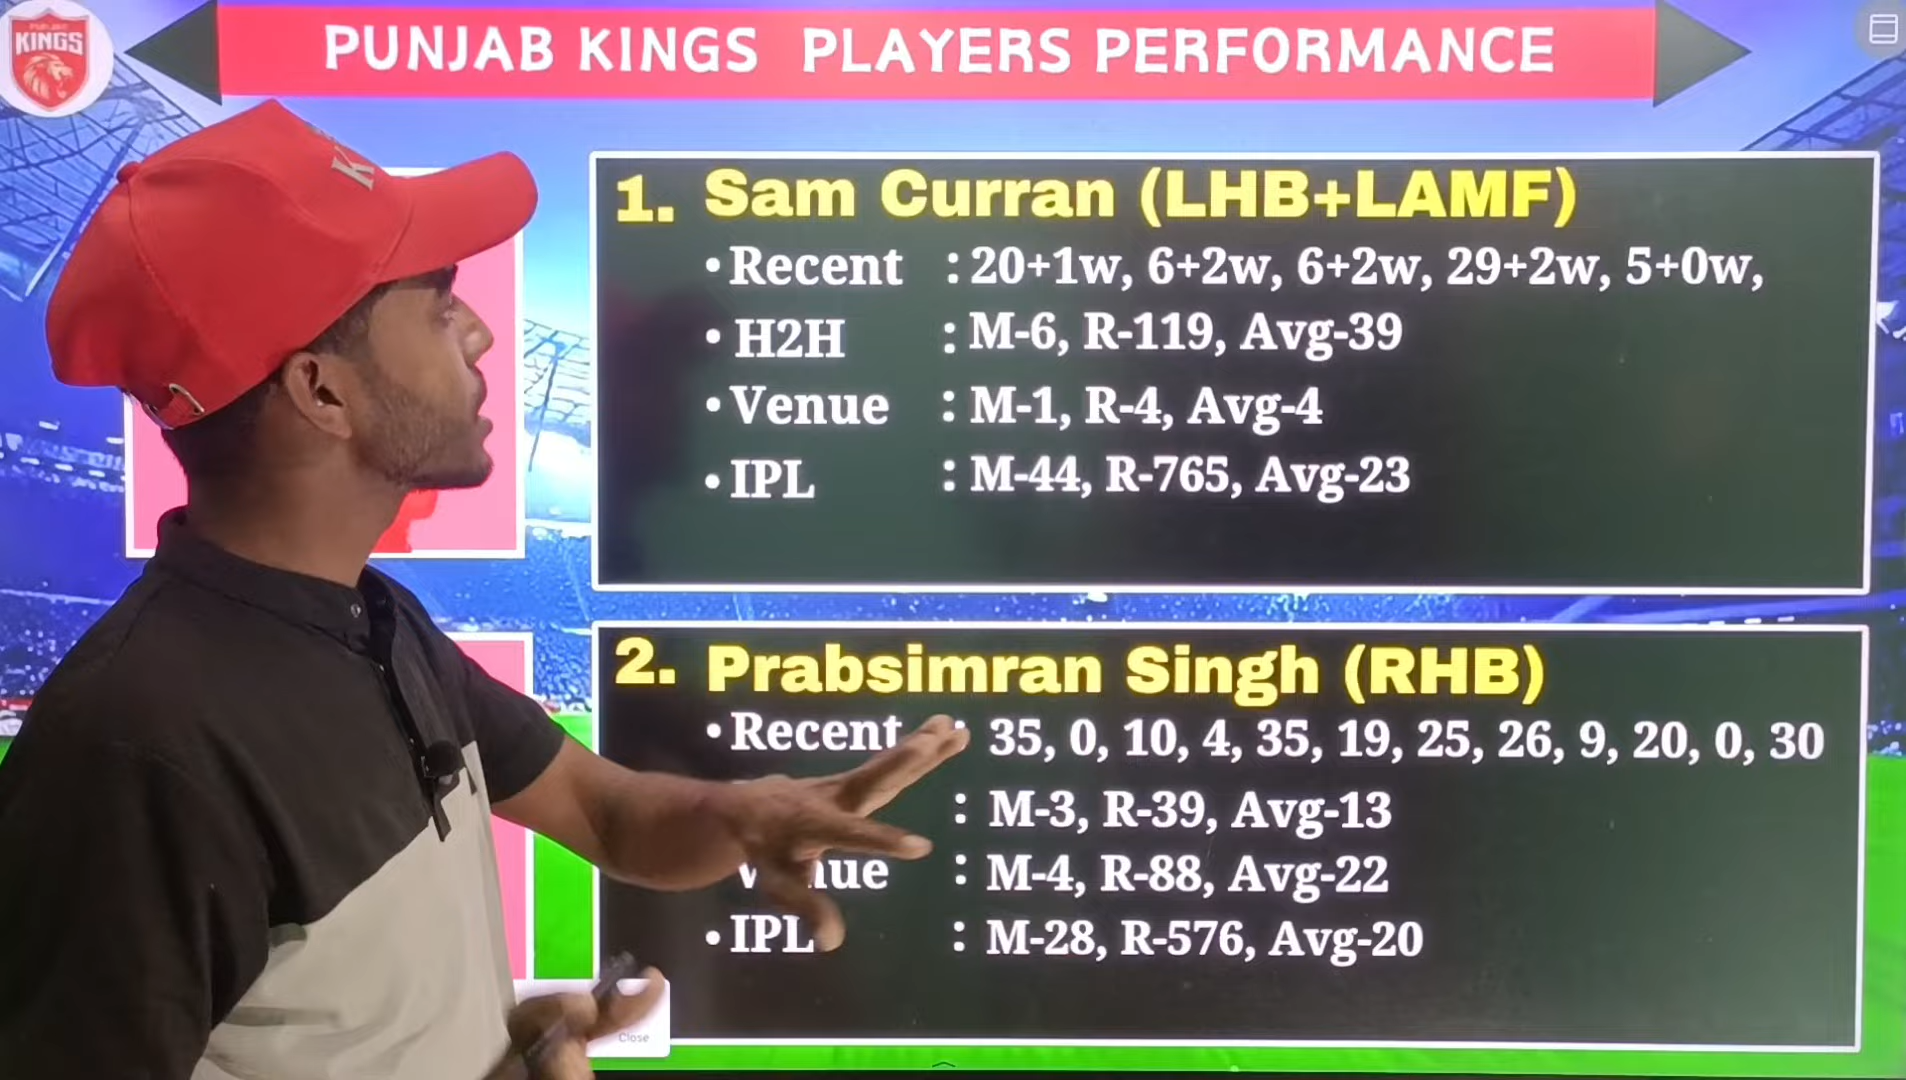 KINGS
PUNJAB KINGS PLAYERS PERFORMANCE
1. Sam Curran (LHB+LAMF)
• Recent : 20+1w, 6+2w, 6+2w, 29+2w, 5+0w,
• H2H : M-6, R-119, Avg-39
• Venue : M-1, R-4, Avg-4
• IPL : M-44, R-765, Avg-23
2. Prabsimran Singh (RHB)
• Recent : 35, 0, 10, 4, 35, 19, 25, 26, 9, 20, 0, 30
: M-3, R-39, Avg-13
: M-4, R-88, Avg-22
• IPL : M-28, R-576, Avg-20
Close